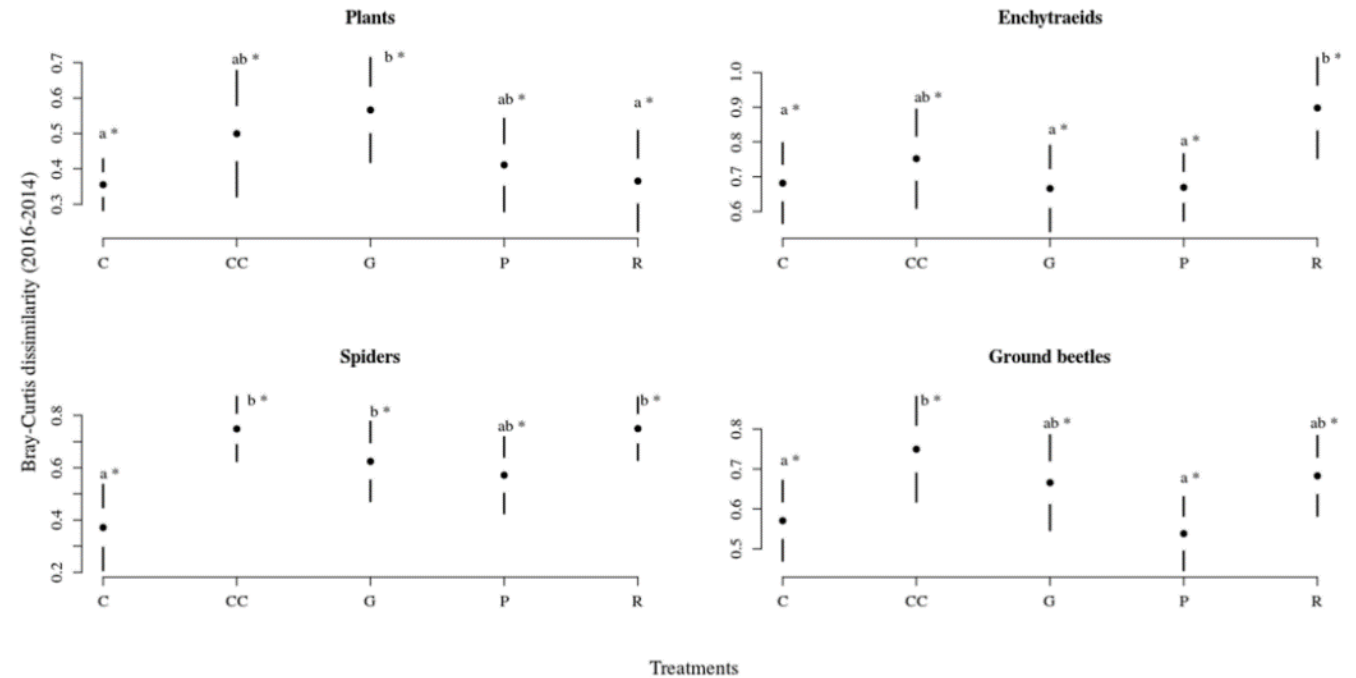 Plants
Enchytraeids
Bray-Curtis dissimilarity (2016-2014)
0.7
0.6
0.5
0.4
0.3
a *
ab *
b *
ab *
a *
C CC G P R
1.0
0.9
0.8
0.7
0.6
a *
ab *
a *
a *
b *
C CC G P R
Spiders
0.8
0.6
0.4
0.2
a *
b *
b *
ab *
b *
C CC G P R
Ground beetles
0.8
0.7
0.6
0.5
a *
b *
ab *
a *
ab *
C CC G P R
Treatments